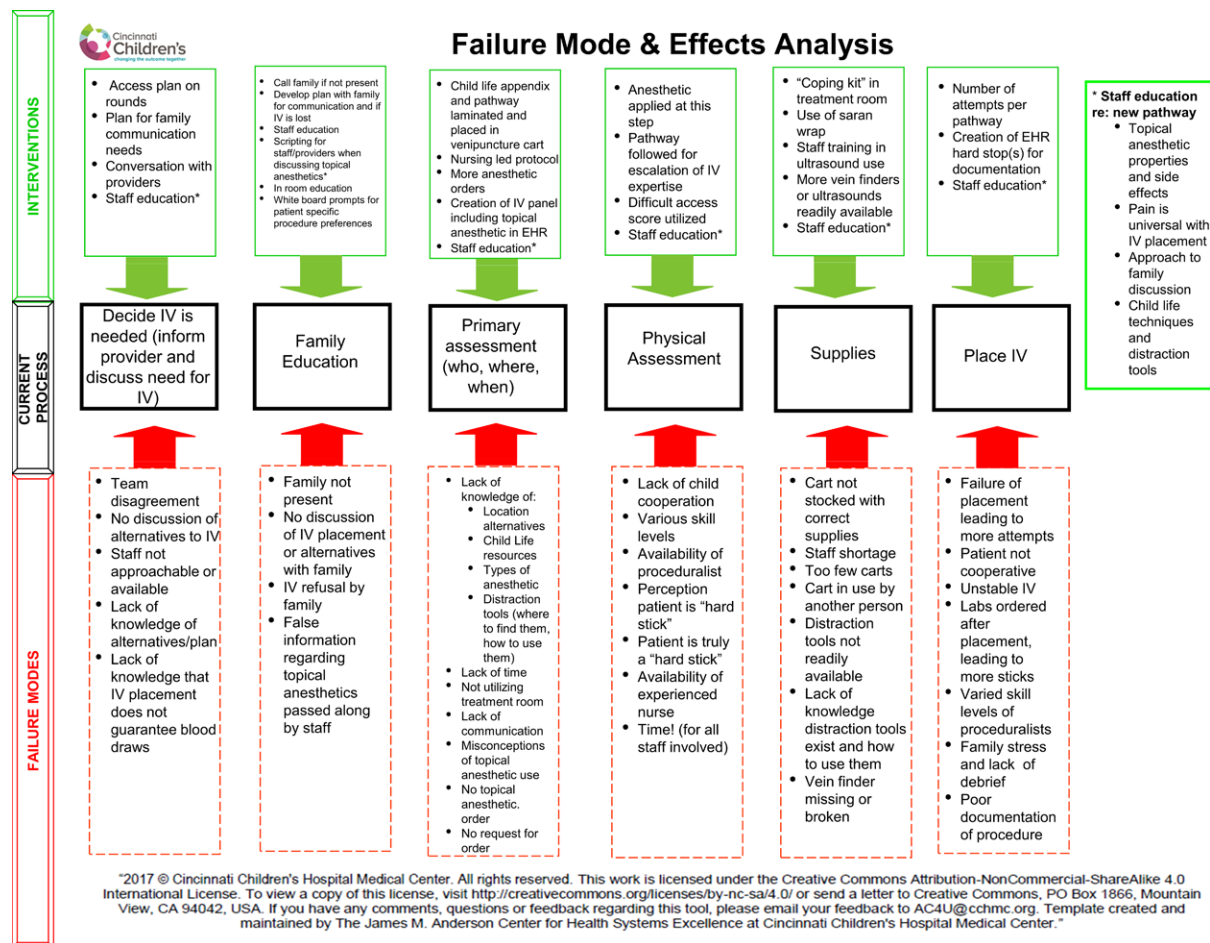 Cincinnati
Children's
changing the outcome together
Failure Mode & Effects Analysis
INTERVENTIONS
• Access plan on
rounds
• Plan for family
communication
needs
• Conversation with
providers
• Staff education*
• Call family if not present
• Develop plan with family
for communication and if
IV is lost
• Staff education
• Scripting for
staff/providers when
discussing topical
anesthetics*
• In room education
• White board prompts for
patient specific
procedure preferences
• Child life appendix
and pathway
laminated and
placed in
venipuncture cart
• Nursing led protocol
• More anesthetic
orders
• Creation of IV panel
including topical
anesthetic in EHR
• Staff education*
• Anesthetic
applied at this
step
• Pathway
followed for
escalation of IV
expertise
• Difficult access
score utilized
• Staff education*
• “Coping kit” in
treatment room
• Use of saran
wrap
• Staff training in
ultrasound use
• More vein finders
or ultrasounds
readily available
• Staff education*
• Number of
attempts per
pathway
• Creation of EHR
hard stop(s) for
documentation
• Staff education*
* Staff education
re: new pathway
• Topical
anesthetic
properties
and side
effects
• Pain is
universal with
IV placement
• Approach to
family
discussion
• Child life
techniques
and
distraction
tools
CURRENT
PROCESS
Decide IV is
needed (inform
provider and
discuss need for
IV)
Family
Education
Primary
assessment
(who, where,
when)
Physical
Assessment
Supplies
Place IV
FAILURE MODES
• Team
disagreement
• No discussion of
alternatives to IV
• Staff not
approachable or
available
• Lack of
knowledge of
alternatives/plan
• Lack of
knowledge that
IV placement
does not
guarantee blood
draws
• Family not
present
• No discussion
of IV placement
or alternatives
with family
• IV refusal by
family
• False
information
regarding
topical
anesthetics
passed along
by staff
• Lack of
knowledge of:
• Location
alternatives
• Child Life
resources
• Types of
anesthetic
• Distraction
tools (where
to find them,
how to use
them)
• Lack of time
• Not utilizing
treatment room
• Lack of
communication
• Misconceptions
of topical
anesthetic use
• No topical
anesthetic.
order
• No request for
order
• Lack of child
cooperation
• Various skill
levels
• Availability of
proceduralist
• Perception
patient is “hard
stick”
• Patient is truly
a “hard stick”
• Availability of
experienced
nurse
• Time! (for all
staff involved)
• Cart not
stocked with
correct
supplies
• Staff shortage
• Too few carts
• Cart in use by
another person
• Distraction
tools not
readily
available
• Lack of
knowledge
distraction tools
exist and how
to use them
• Vein finder
missing or
broken
• Failure of
placement
leading to
more attempts
• Patient not
cooperative
• Unstable IV
• Labs ordered
after
placement,
leading to
more sticks
• Varied skill
levels of
proceduralists
• Family stress
and lack of
debrief
• Poor
documentation
of procedure
“2017 © Cincinnati Children's Hospital Medical Center. All rights reserved. This work is licensed under the Creative Commons Attribution-NonCommercial-ShareAlike 4.0
International License. To view a copy of this license, visit http://creativecommons.org/licenses/by-nc-sa/4.0/ or send a letter to Creative Commons, PO Box 1866, Mountain
View, CA 94042, USA. If you have any comments, questions or feedback regarding this tool, please email your feedback to AC4U@cchmc.org. Template created and
maintained by The James M. Anderson Center for Health Systems Excellence at Cincinnati Children's Hospital Medical Center.”